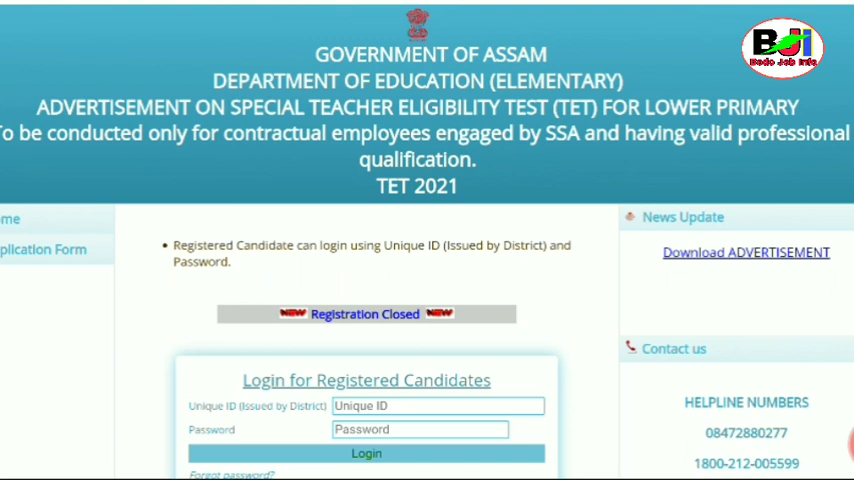 BJI
Bodo Job Info
GOVERNMENT OF ASSAM
DEPARTMENT OF EDUCATION (ELEMENTARY)
ADVERTISEMENT ON SPECIAL TEACHER ELIGIBILITY TEST (TET) FOR LOWER PRIMARY
To be conducted only for contractual employees engaged by SSA and having valid professional
qualification.
TET 2021
ome
plication Form
• Registered Candidate can login using Unique ID (Issued by District) and
Password.
NEW Registration Closed NEW
Login for Registered Candidates
Unique ID (Issued by District) Unique ID
Password Password
Login
Forgot password?
News Update
Download ADVERTISEMENT
Contact us
HELPLINE NUMBERS
08472880277
1800-212-005599